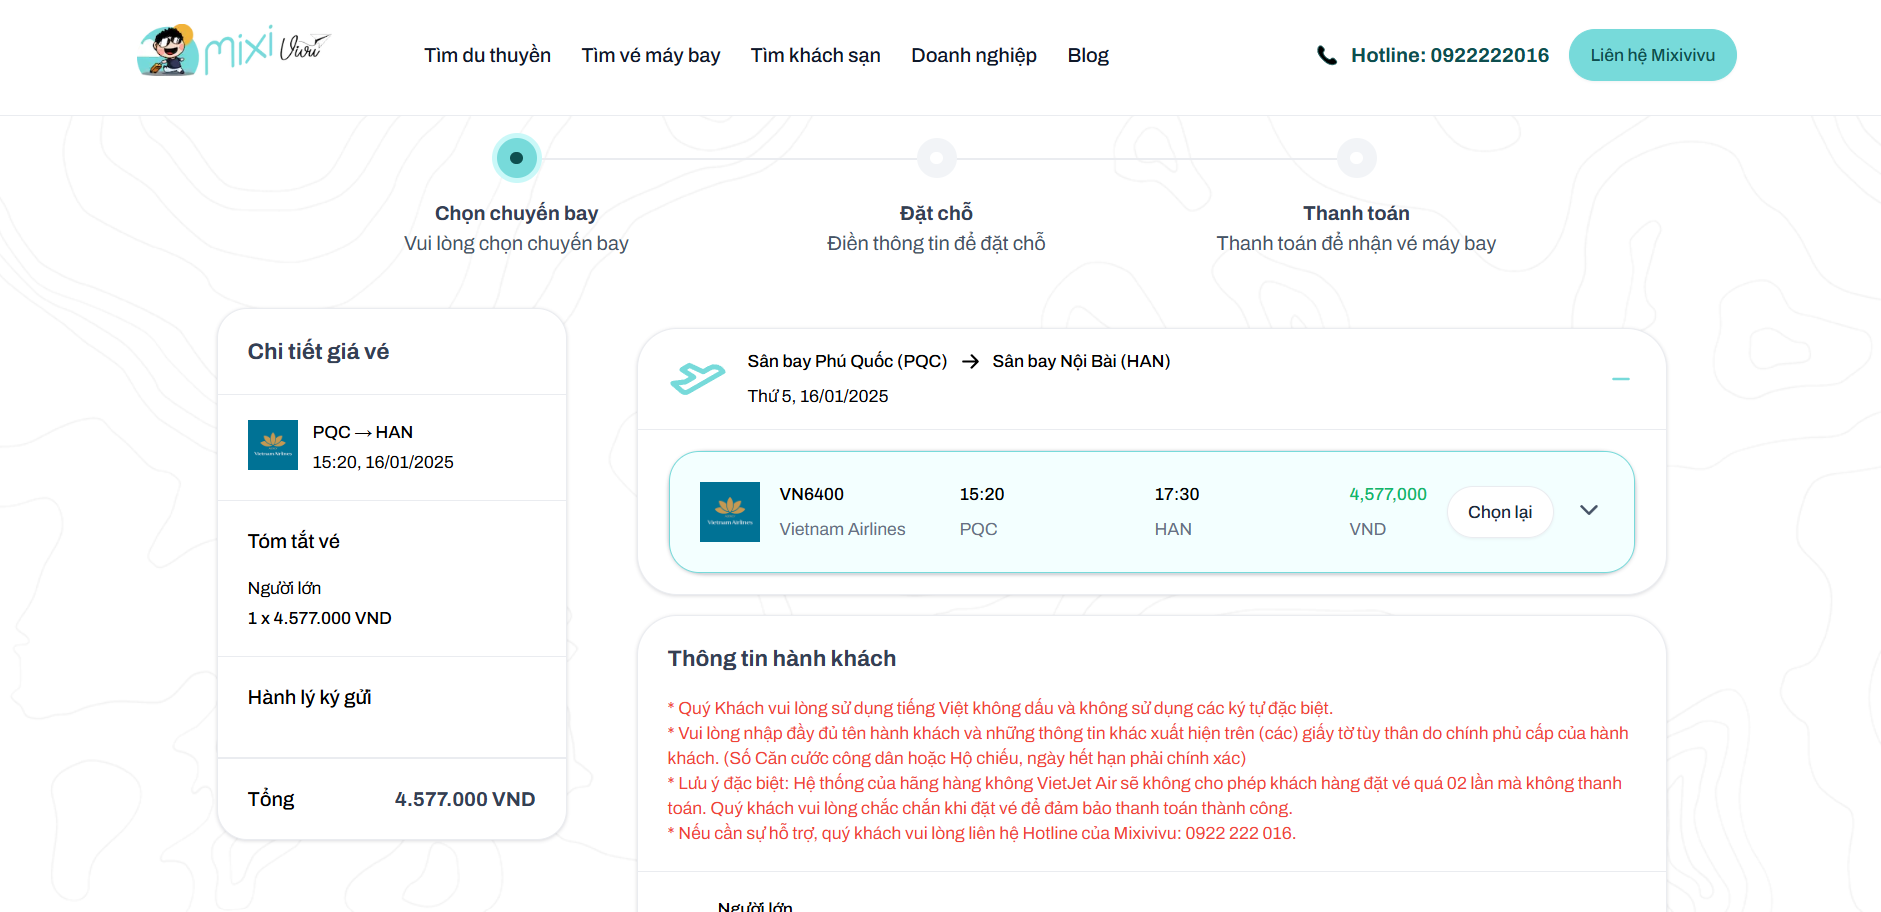 mixi Vivu
Tìm du thuyền
Tìm vé máy bay
Tìm khách sạn
Doanh nghiệp
Blog
Hotline: 0922222016
Liên hệ Mixivivu
Chọn chuyến bay
Vui lòng chọn chuyến bay
Đặt chỗ
Điền thông tin để đặt chỗ
Thanh toán
Thanh toán để nhận vé máy bay
Chi tiết giá vé
Vietnam Airlines
PQC → HAN
15:20, 16/01/2025
Tóm tắt vé
Người lớn
1 x 4.577.000 VND
Hành lý ký gửi
Tổng
4.577.000 VND
Sân bay Phú Quốc (PQC) → Sân bay Nội Bài (HAN)
Thứ 5, 16/01/2025
Vietnam Airlines
VN6400
Vietnam Airlines
15:20
PQC
17:30
HAN
4,577,000
VND
Chọn lại
Thông tin hành khách
* Quý Khách vui lòng sử dụng tiếng Việt không dấu và không sử dụng các ký tự đặc biệt.
* Vui lòng nhập đầy đủ tên hành khách và những thông tin khác xuất hiện trên (các) giấy tờ tùy thân do chính phủ cấp của hành
khách. (Số Căn cước công dân hoặc Hộ chiếu, ngày hết hạn phải chính xác)
* Lưu ý đặc biệt: Hệ thống của hãng hàng không VietJet Air sẽ không cho phép khách hàng đặt vé quá 02 lần mà không thanh
toán. Quý khách vui lòng chắc chắn khi đặt vé để đảm bảo thanh toán thành công.
* Nếu cần sự hỗ trợ, quý khách vui lòng liên hệ Hotline của Mixivivu: 0922 222 016.
Người lớn